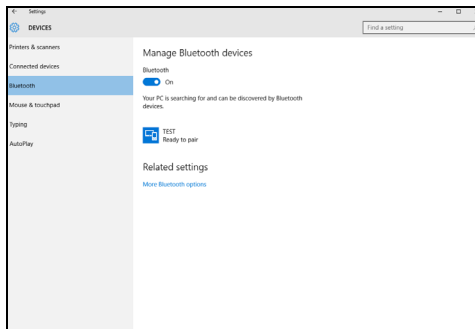 Settings
DEVICES
Find a setting
Printers & scanners
Connected devices
Bluetooth
Mouse & touchpad
Typing
AutoPlay
Manage Bluetooth devices
Bluetooth
On
Your PC is searching for and can be discovered by Bluetooth
devices.
TEST
Ready to pair
Related settings
More Bluetooth options